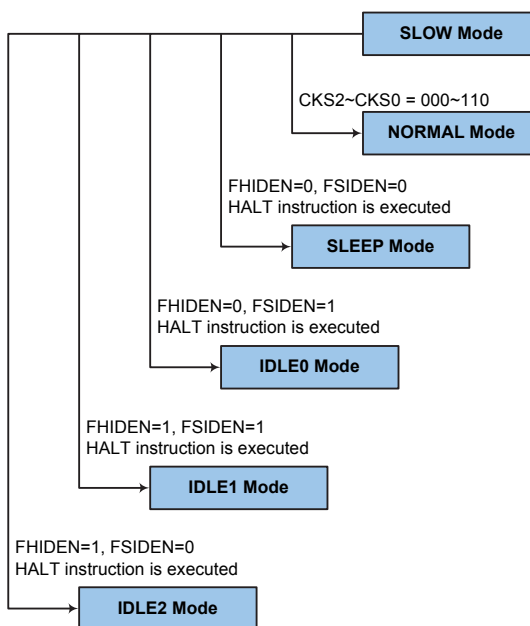 SLOW Mode
CKS2~CKS0 = 000~110
NORMAL Mode
FHIDEN=0, FSIDEN=0
HALT instruction is executed
SLEEP Mode
FHIDEN=0, FSIDEN=1
HALT instruction is executed
IDLE0 Mode
FHIDEN=1, FSIDEN=1
HALT instruction is executed
IDLE1 Mode
FHIDEN=1, FSIDEN=0
HALT instruction is executed
IDLE2 Mode